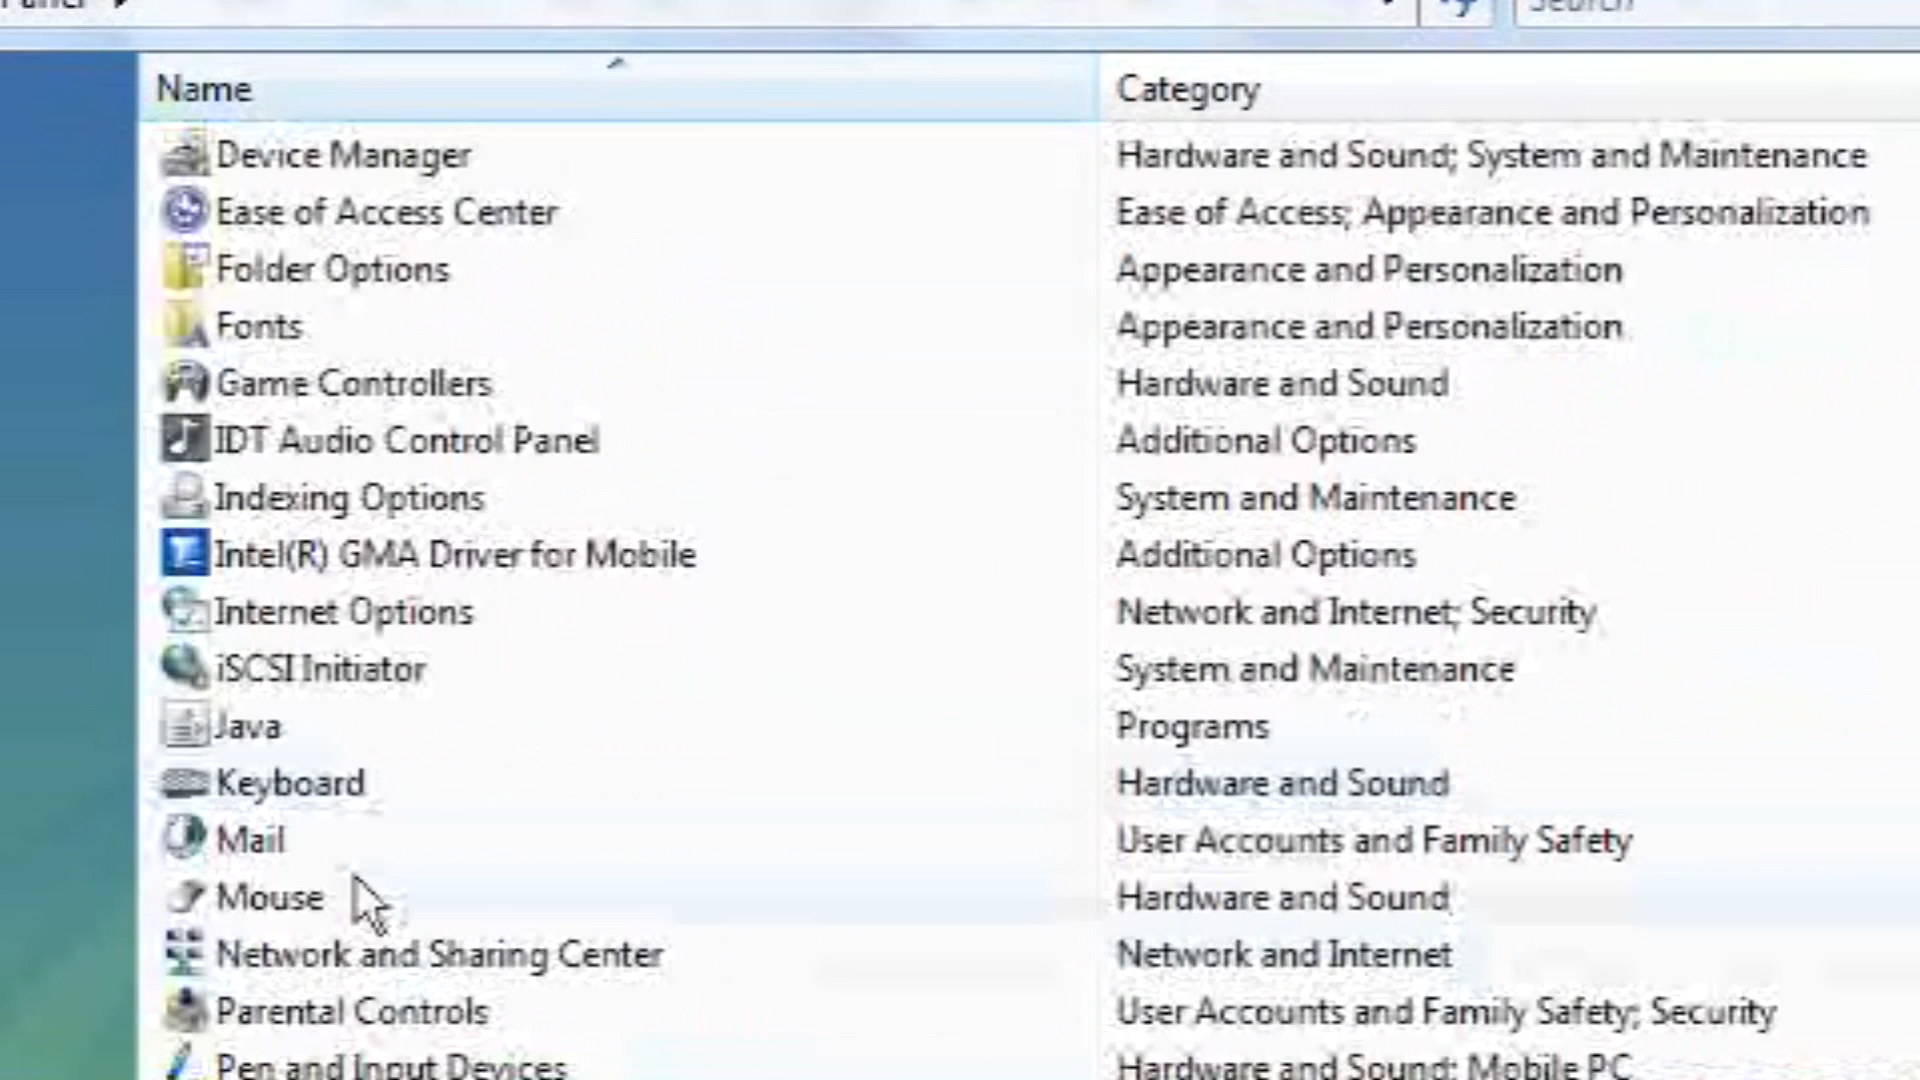 Panel
Search
Name Category
Device Manager Hardware and Sound; System and Maintenance
Ease of Access Center Ease of Access; Appearance and Personalization
Folder Options Appearance and Personalization
Fonts Appearance and Personalization
Game Controllers Hardware and Sound
IDT Audio Control Panel Additional Options
Indexing Options System and Maintenance
Intel(R) GMA Driver for Mobile Additional Options
Internet Options Network and Internet; Security
iSCSI Initiator System and Maintenance
Java Programs
Keyboard Hardware and Sound
Mail User Accounts and Family Safety
Mouse Hardware and Sound
Network and Sharing Center Network and Internet
Parental Controls User Accounts and Family Safety; Security
Pen and Input Devices Hardware and Sound; Mobile PC